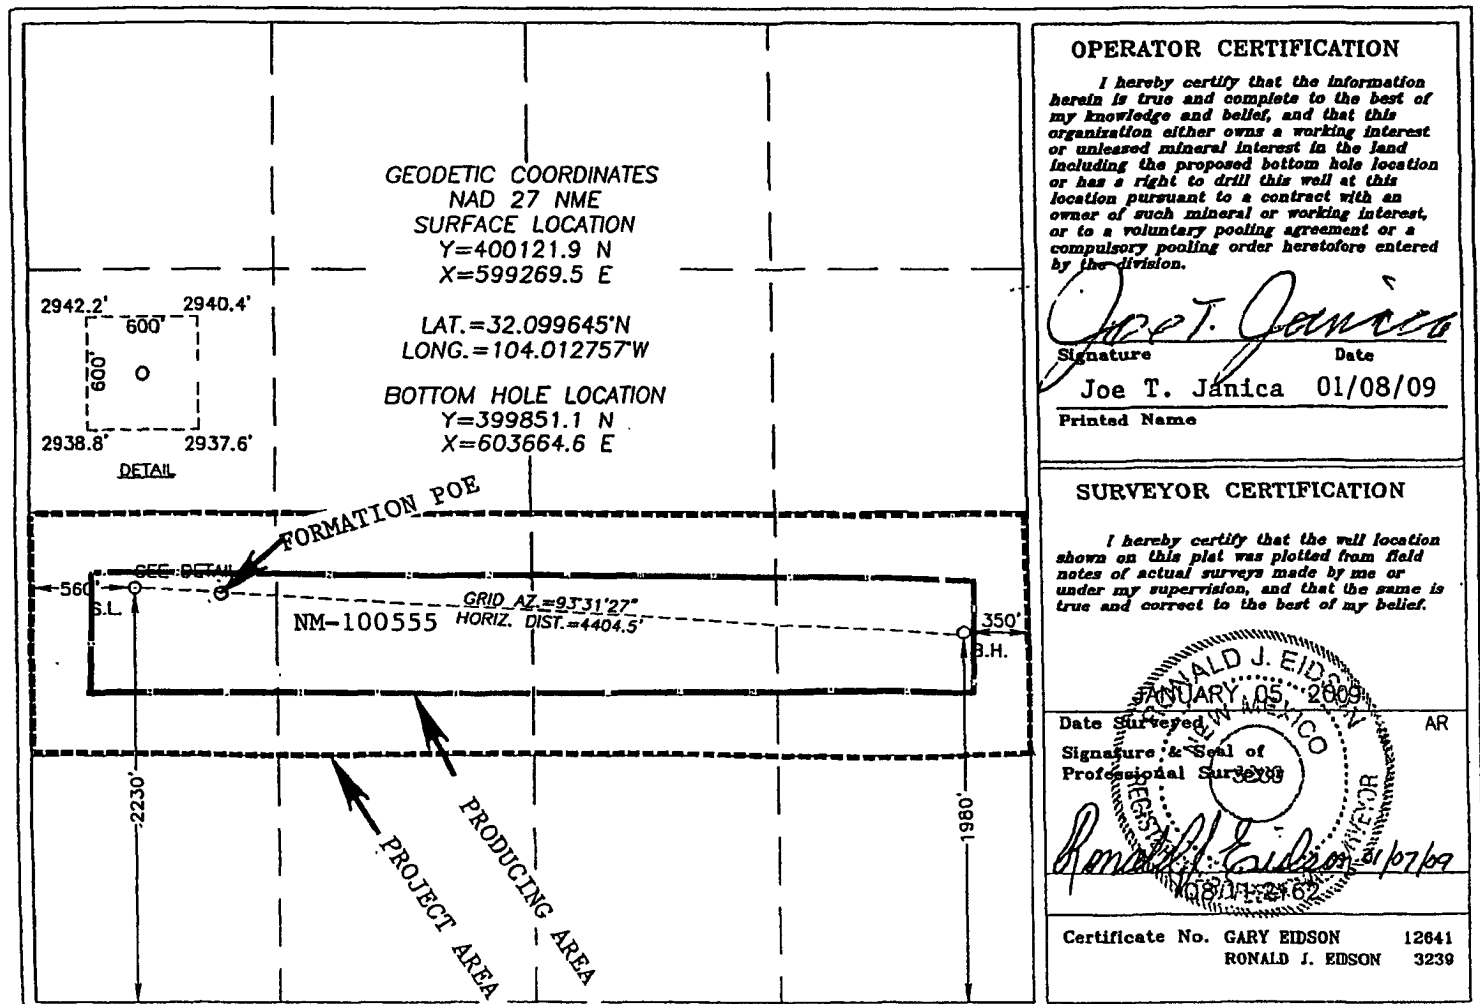 GEODETIC COORDINATES
NAD 27 NME
SURFACE LOCATION
Y=400121.9 N
X=599269.5 E
LAT.=32.099645°N
LONG.=104.012757°W
BOTTOM HOLE LOCATION
Y=399851.1 N
X=603664.6 E
2942.2'
2940.4'
600'
600'
2938.8'
2937.6'
DETAIL
FORMATION POE
SEE DETAIL
560'
S.L.
GRID AZ.=93°31'27"
HORIZ. DIST.=4404.5'
NM-100555
350'
B.H.
2230'
1980'
PRODUCING AREA
PROJECT AREA
OPERATOR CERTIFICATION
I hereby certify that the information
herein is true and complete to the best of
my knowledge and belief, and that this
organization either owns a working interest
or unleased mineral interest in the land
including the proposed bottom hole location
or has a right to drill this well at this
location pursuant to a contract with an
owner of such mineral or working interest,
or to a voluntary pooling agreement or a
compulsory pooling order heretofore entered
by the division.
Joe T. Janica
Signature Date
Joe T. Janica 01/08/09
Printed Name
SURVEYOR CERTIFICATION
I hereby certify that the well location
shown on this plat was plotted from field
notes of actual surveys made by me or
under my supervision, and that the same is
true and correct to the best of my belief.
RONALD J. EIDSON
NEW MEXICO
JANUARY 05, 2009
Date Surveyed AR
Signature & Seal of
Professional Surveyor
3239
Ronald J. Eidson 01/07/09
Certificate No. GARY EIDSON 12641
RONALD J. EIDSON 3239